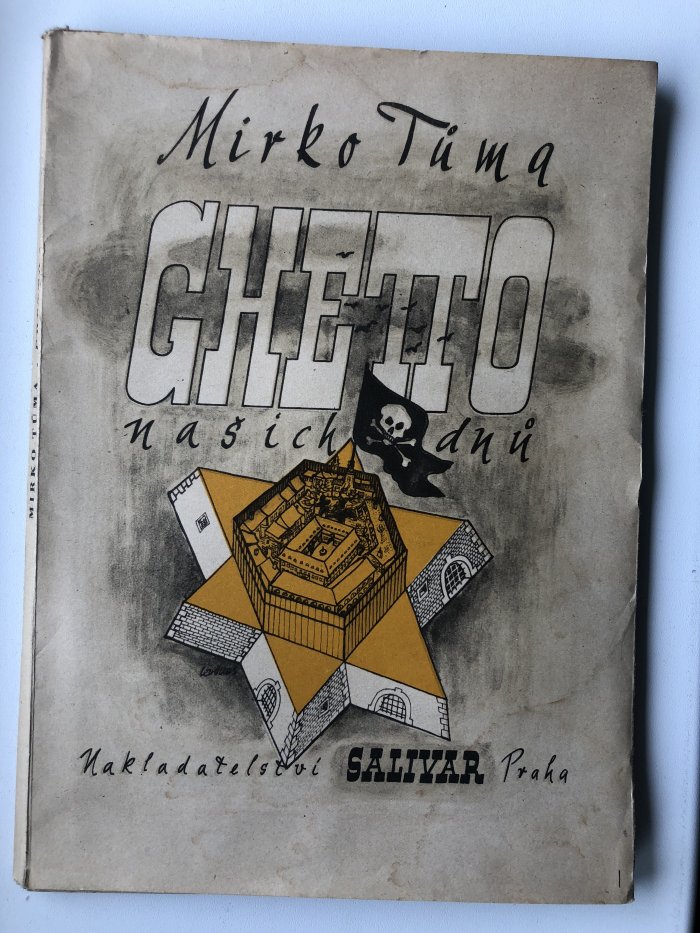 Mirko Tůma
GHETTO
našich dnů
Nakladatelství SALIVAR Praha
MIRKO TŮMA